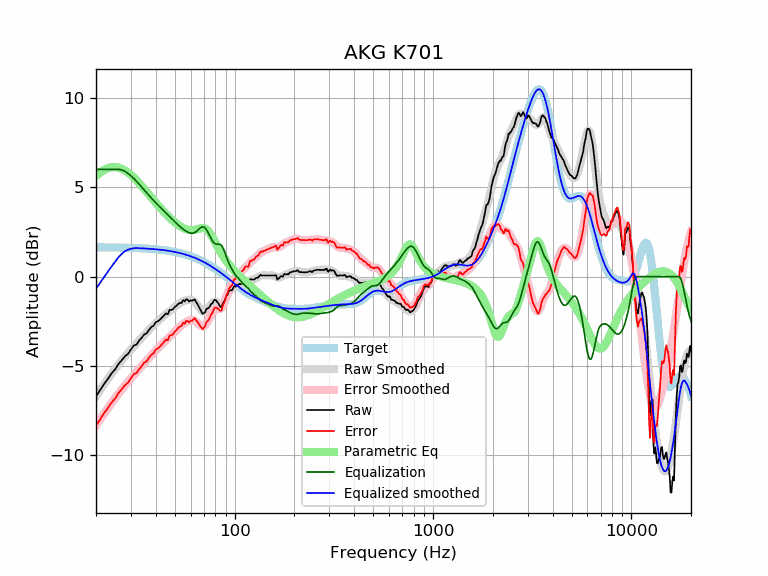 AKG K701
Amplitude (dBr)
10
5
0
−5
−10
Target
Raw Smoothed
Error Smoothed
Raw
Error
Parametric Eq
Equalization
Equalized smoothed
100
1000
10000
Frequency (Hz)